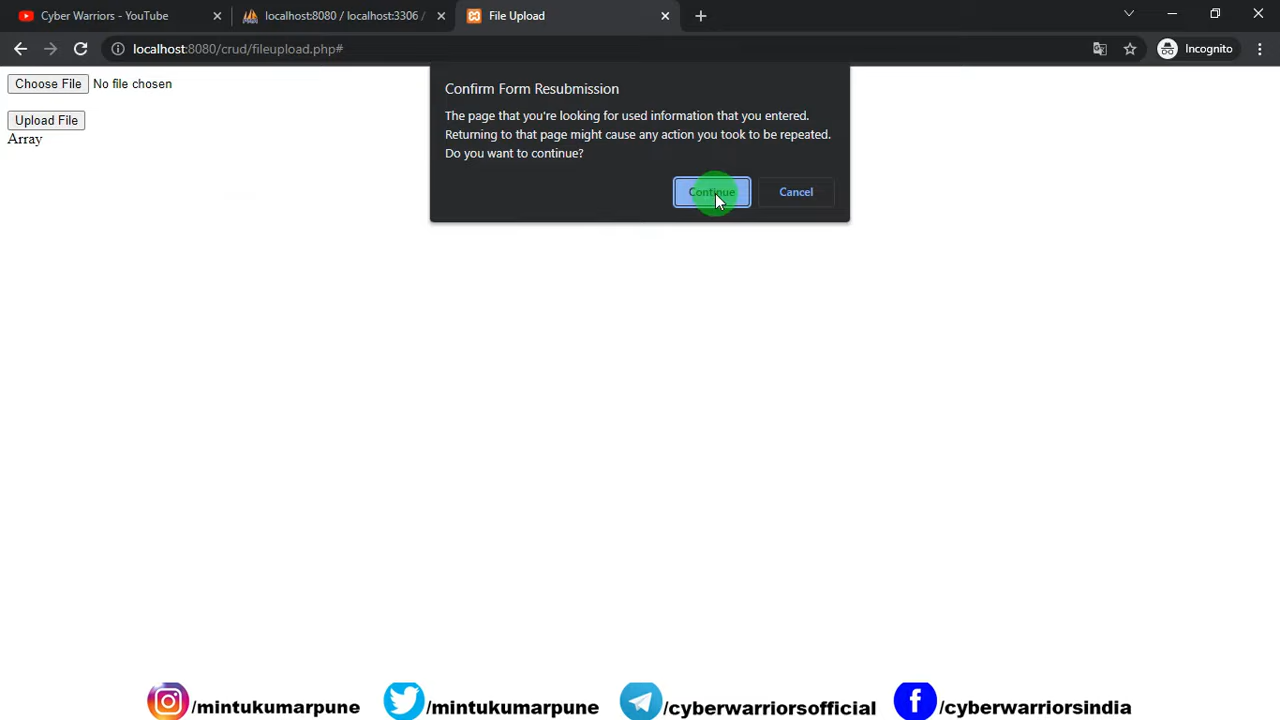 Cyber Warriors - YouTube
localhost:8080 / localhost:3306 /
File Upload
localhost:8080/crud/fileupload.php#
Incognito
Choose File No file chosen
Upload File
Array
Confirm Form Resubmission
The page that you're looking for used information that you entered.
Returning to that page might cause any action you took to be repeated.
Do you want to continue?
Continue
Cancel
/mintukumarpune
/mintukumarpune
/cyberwarriorsofficial
/cyberwarriorsindia